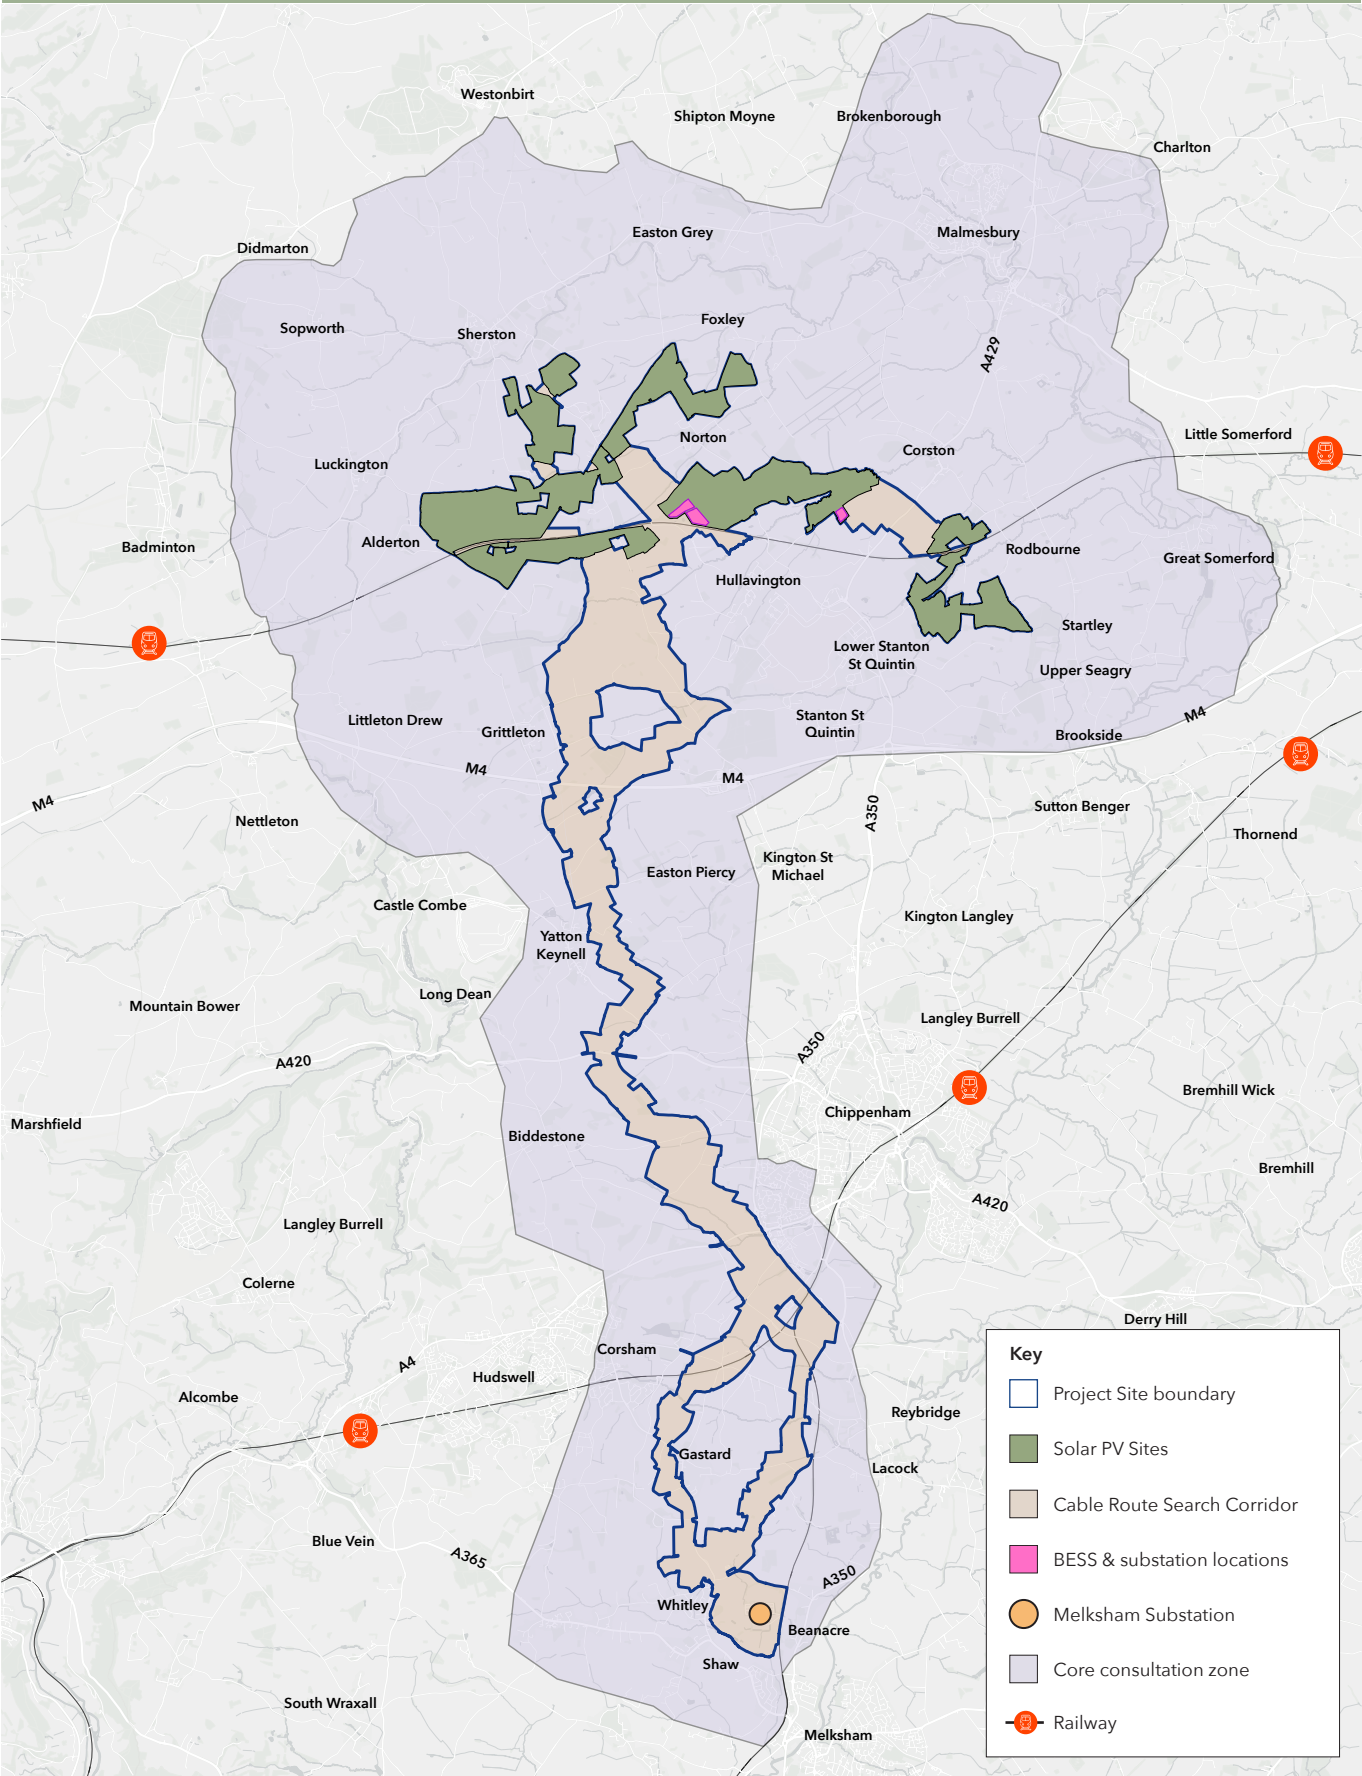 Westonbirt
Shipton Moyne
Brokenborough
Charlton
Easton Grey
Malmesbury
Didmarton
Foxley
Sopworth
Sherston
A429
Norton
Little Somerford
Corston
Luckington
Alderton
Badminton
Rodbourne
Great Somerford
Hullavington
Startley
Lower Stanton
St Quintin
Upper Seagry
Littleton Drew
Grittleton
Stanton St
Quintin
M4
Brookside
M4
M4
M4
Nettleton
A350
Sutton Benger
Thornend
Easton Piercy
Kington St
Michael
Castle Combe
Kington Langley
Yatton
Keynell
Long Dean
Mountain Bower
Langley Burrell
A350
A420
Bremhill Wick
Marshfield
Chippenham
Biddestone
Bremhill
A420
Langley Burrell
Colerne
Derry Hill
Corsham
A4
Hudswell
Alcombe
Reybridge
Gastard
Lacock
Blue Vein
A365
A350
Whitley
Beanacre
Shaw
South Wraxall
Melksham
Key
Project Site boundary
Solar PV Sites
Cable Route Search Corridor
BESS & substation locations
Melksham Substation
Core consultation zone
Railway